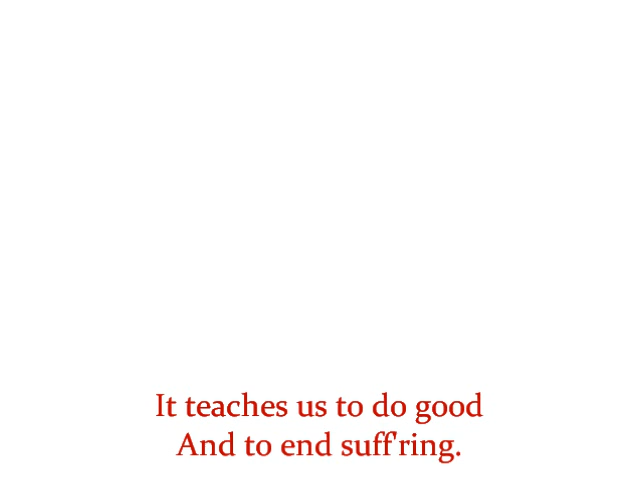 It teaches us to do good
And to end suff'ring.